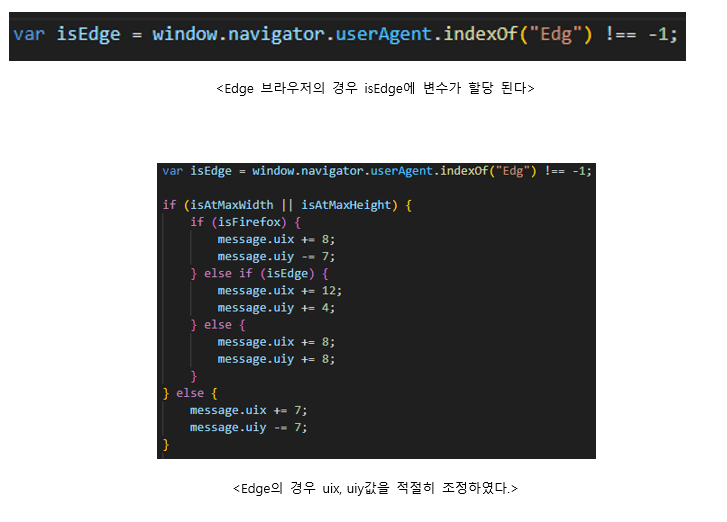 var isEdge = window.navigator.userAgent.indexOf("Edg") !== -1;
<Edge 브라우저의 경우 isEdge에 변수가 할당 된다>
var isEdge = window.navigator.userAgent.indexOf("Edg") !== -1;
if (isAtMaxWidth || isAtMaxHeight) {
if (isFirefox) {
message.uix += 8;
message.uiy -= 7;
} else if (isEdge) {
message.uix += 12;
message.uiy += 4;
} else {
message.uix += 8;
message.uiy += 8;
}
} else {
message.uix += 7;
message.uiy -= 7;
}
<Edge의 경우 uix, uiy값을 적절히 조정하였다.>